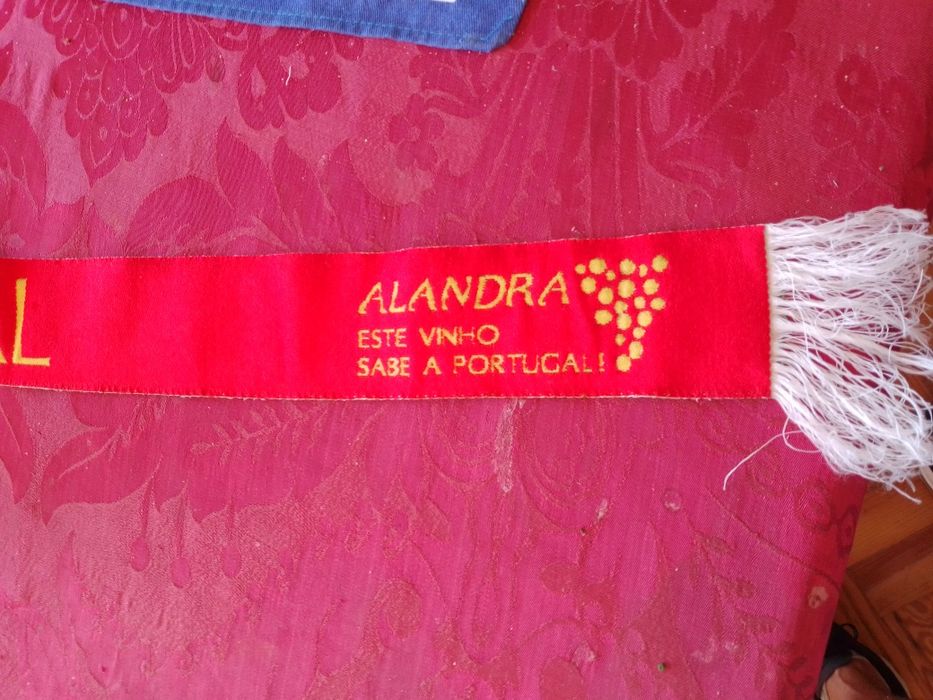 AL
ALANDRA
ESTE VINHO
SABE A PORTUGAL!